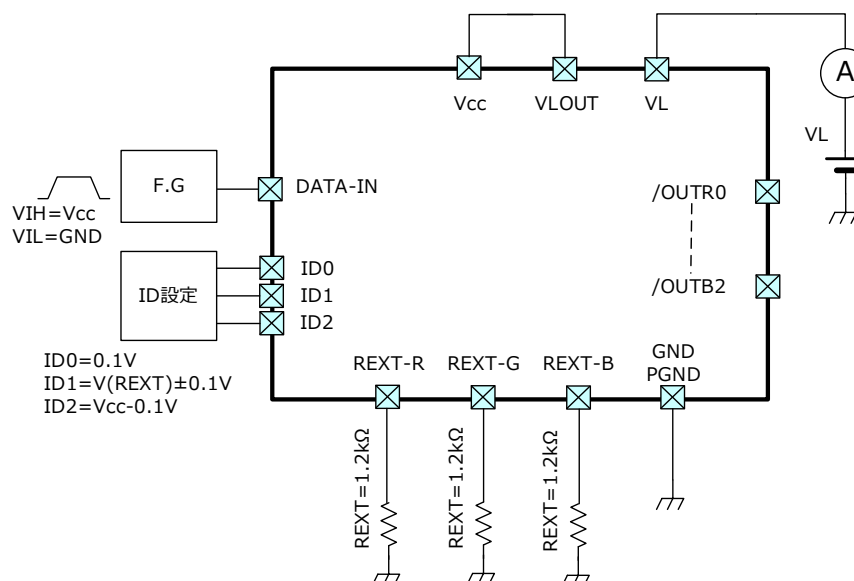 Vcc
VLOUT
VL
A
VL
F.G
DATA-IN
VIH=Vcc
VIL=GND
/OUTR0
/OUTB2
ID設定
ID0
ID1
ID2
ID0=0.1V
ID1=V(REXT)±0.1V
ID2=Vcc-0.1V
REXT-R
REXT-G
REXT-B
GND
PGND
REXT=1.2kΩ
REXT=1.2kΩ
REXT=1.2kΩ